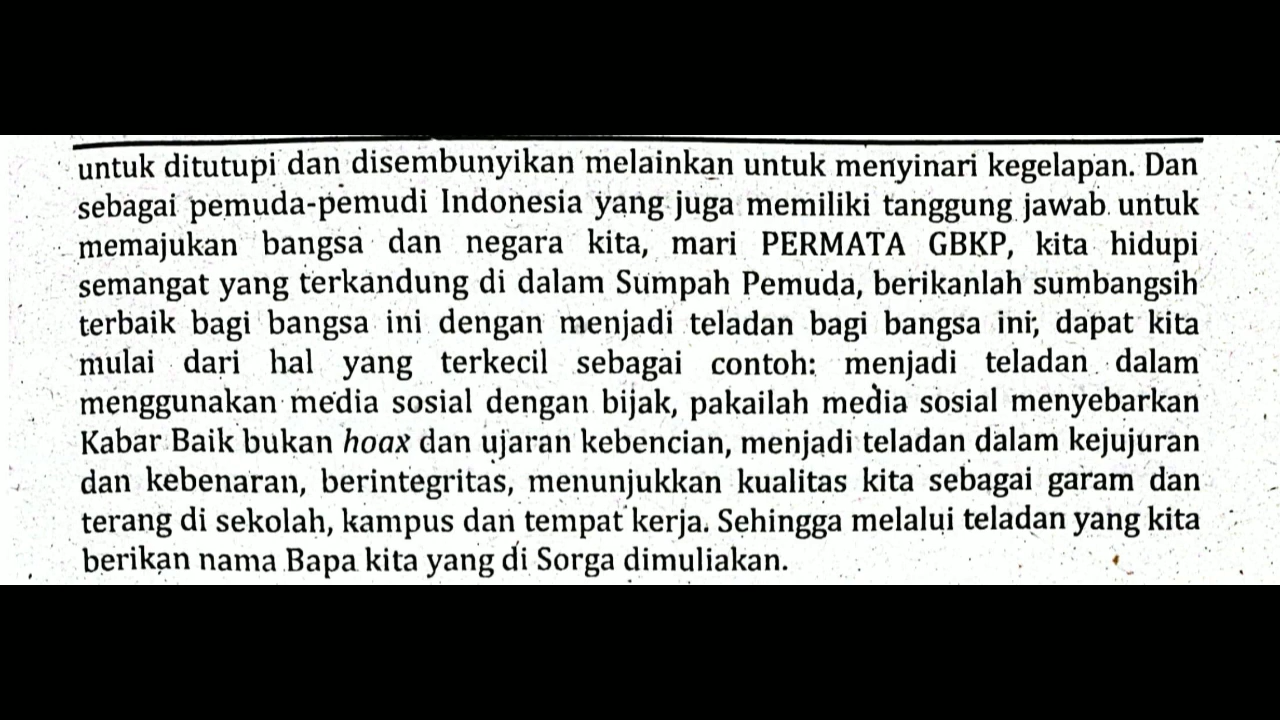 untuk ditutupi dan disembunyikan melainkan untuk menyinari kegelapan. Dan
sebagai pemuda-pemudi Indonesia yang juga memiliki tanggung jawab untuk
memajukan bangsa dan negara kita, mari PERMATA GBKP, kita hidupi
semangat yang terkandung di dalam Sumpah Pemuda, berikanlah sumbangsih
terbaik bagi bangsa ini dengan menjadi teladan bagi bangsa ini, dapat kita
mulai dari hal yang terkecil sebagai contoh: menjadi teladan dalam
menggunakan media sosial dengan bijak, pakailah media sosial menyebarkan
Kabar Baik bukan hoax dan ujaran kebencian, menjadi teladan dalam kejujuran
dan kebenaran, berintegritas, menunjukkan kualitas kita sebagai garam dan
terang di sekolah, kampus dan tempat kerja. Sehingga melalui teladan yang kita
berikan nama Bapa kita yang di Sorga dimuliakan.